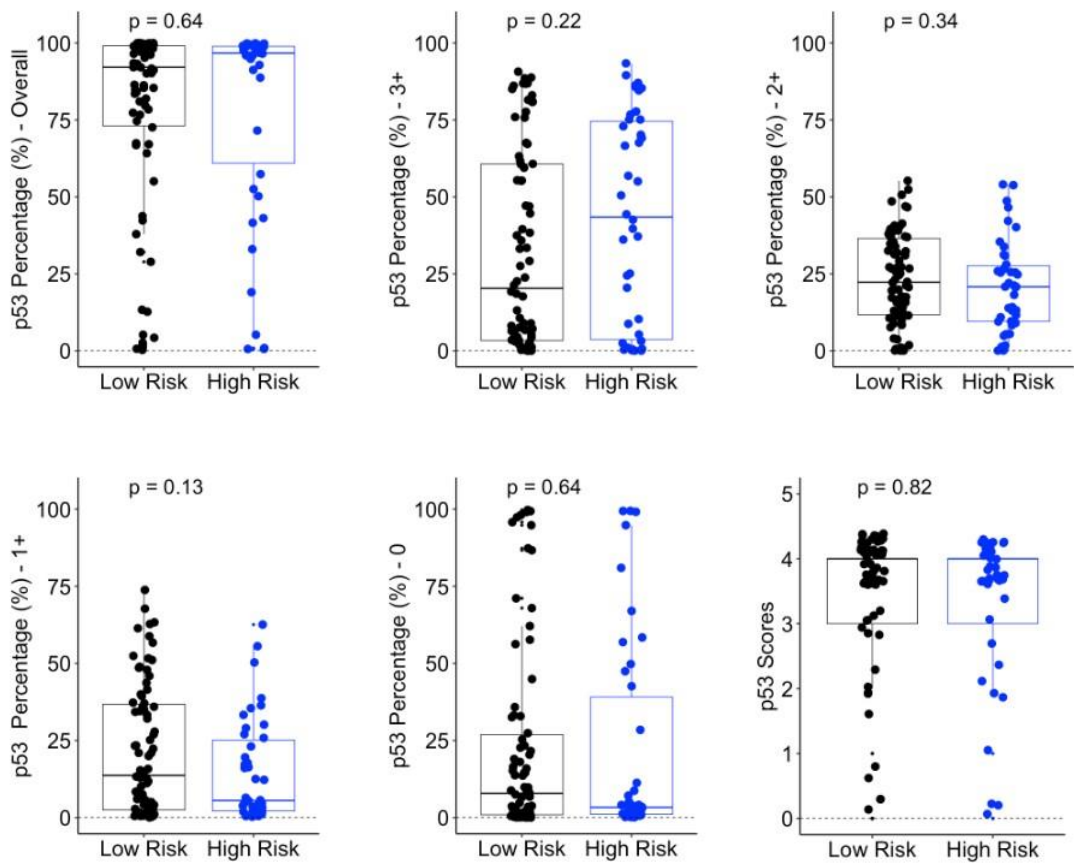 p = 0.64
p53 Percentage (%) - Overall
100
75
50
25
0
Low Risk High Risk
p = 0.22
p53 Percentage (%) - 3+
100
75
50
25
0
Low Risk High Risk
p = 0.34
p53 Percentage (%) - 2+
100
75
50
25
0
Low Risk High Risk
p = 0.13
p53 Percentage (%) - 1+
100
75
50
25
0
Low Risk High Risk
p = 0.64
p53 Percentage (%) - 0
100
75
50
25
0
Low Risk High Risk
p = 0.82
p53 Scores
5
4
3
2
1
0
Low Risk High Risk